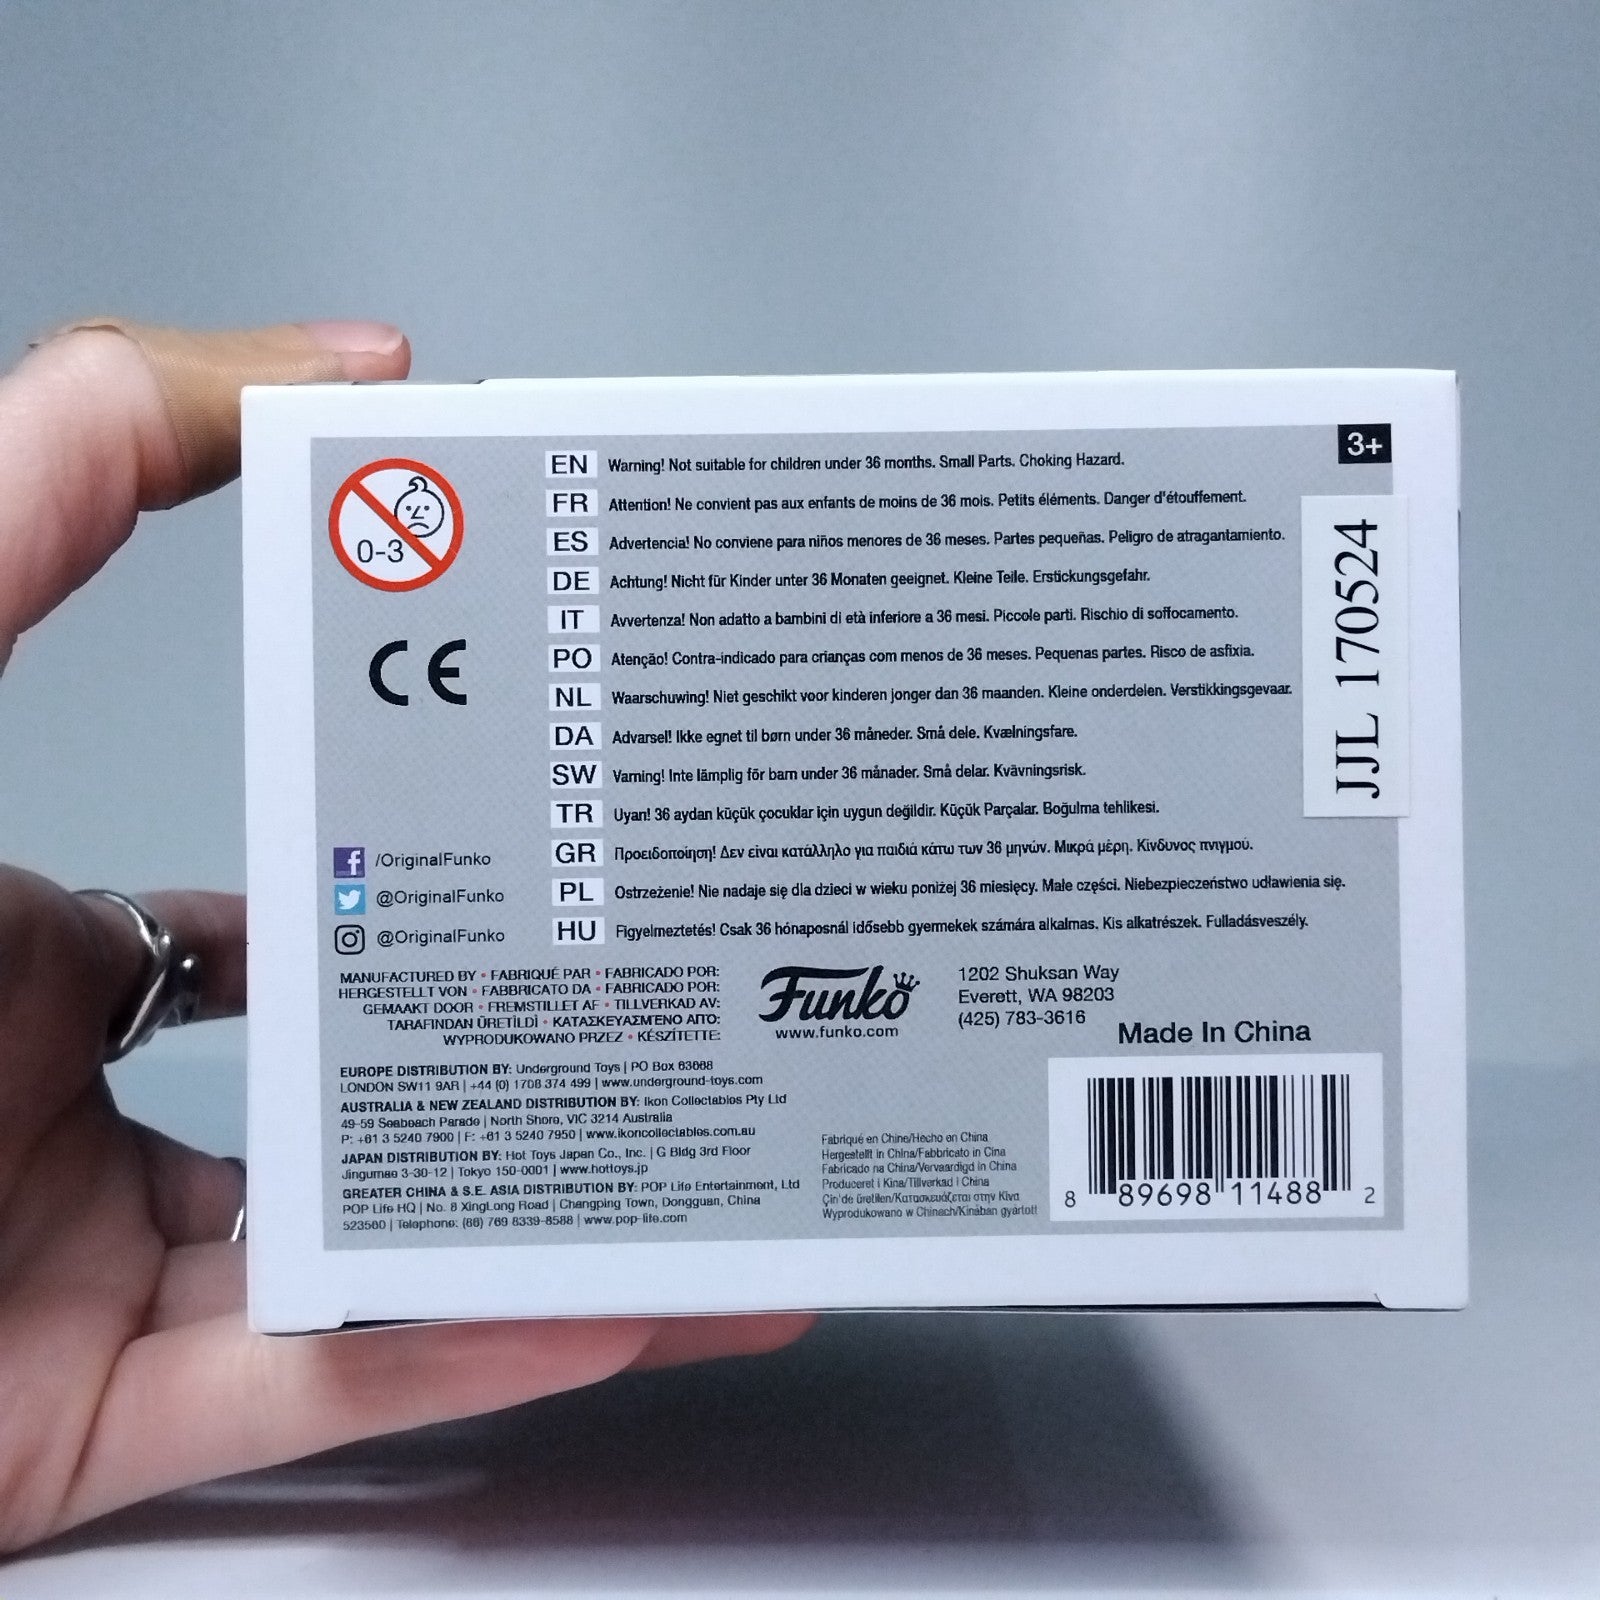 3+
0-3
EN Warning! Not suitable for children under 36 months. Small Parts. Choking Hazard.
FR Attention! Ne convient pas aux enfants de moins de 36 mois. Petits éléments. Danger d'étouffement.
ES Advertencia! No conviene para niños menores de 36 meses. Partes pequeñas. Peligro de atragantamiento.
DE Achtung! Nicht für Kinder unter 36 Monaten geeignet. Kleine Teile. Erstickungsgefahr.
IT Avvertenza! Non adatto a bambini di età inferiore a 36 mesi. Piccole parti. Rischio di soffocamento.
PO Atenção! Contra-indicado para crianças com menos de 36 meses. Pequenas partes. Risco de asfixia.
NL Waarschuwing! Niet geschikt voor kinderen jonger dan 36 maanden. Kleine onderdelen. Verstikkingsgevaar.
DA Advarsel! Ikke egnet til børn under 36 måneder. Små dele. Kvælningsfare.
SW Varning! Inte lämplig för barn under 36 månader. Små delar. Kvävningsrisk.
TR Uyarı! 36 aydan küçük çocuklar için uygun değildir. Küçük Parçalar. Boğulma tehlikesi.
GR Προειδοποίηση! Δεν είναι κατάλληλο για παιδιά κάτω των 36 μηνών. Μικρά μέρη. Κίνδυνος πνιγμού.
PL Ostrzeżenie! Nie nadaje się dla dzieci w wieku poniżej 36 miesięcy. Małe części. Niebezpieczeństwo udławienia się.
HU Figyelmeztetés! Csak 36 hónaposnál idősebb gyermekek számára alkalmas. Kis alkatrészek. Fulladásveszély.
JJL 170524
CE
f /OriginalFunko
@OriginalFunko
@OriginalFunko
MANUFACTURED BY • FABRIQUÉ PAR • FABRICADO POR:
HERGESTELLT VON • FABBRICATO DA • FABRICADO POR:
GEMAAKT DOOR • FREMSTILLET AF • TILLVERKAD AV:
TARAFINDAN ÜRETİLDİ • ΚΑΤΑΣΚΕΥΑΣΜΈΝΟ ΑΠΌ:
WYPRODUKOWANO PRZEZ • KÉSZÍTETTE:
Funko
www.funko.com
1202 Shuksan Way
Everett, WA 98203
(425) 783-3616
Made In China
EUROPE DISTRIBUTION BY: Underground Toys | PO Box 63668
LONDON SW11 9AR | +44 (0) 1708 374 499 | www.underground-toys.com
AUSTRALIA & NEW ZEALAND DISTRIBUTION BY: Ikon Collectables Pty Ltd
49-59 Seabeach Parade | North Shore, VIC 3214 Australia
P: +61 3 5240 7900 | F: +61 3 5240 7950 | www.ikoncollectables.com.au
JAPAN DISTRIBUTION BY: Hot Toys Japan Co., Inc. | G Bldg 3rd Floor
Jingumae 3-30-12 | Tokyo 150-0001 | www.hottoys.jp
GREATER CHINA & S.E. ASIA DISTRIBUTION BY: POP Life Entertainment, Ltd
POP Life HQ | No. 8 XingLong Road | Changping Town, Dongguan, China
523560 | Telephone: (86) 769 8339-8588 | www.pop-life.com
Fabriqué en Chine/Hecho en China
Hergestellt in China/Fabbricato in Cina
Fabricado na China/Vervaardigd in China
Produceret i Kina/Tillverkad i China
Çin'de üretilen/Κατασκευάζεται στην Κίνα
Wyprodukowano w Chinach/Kínában gyártott
8 89698 11488 2